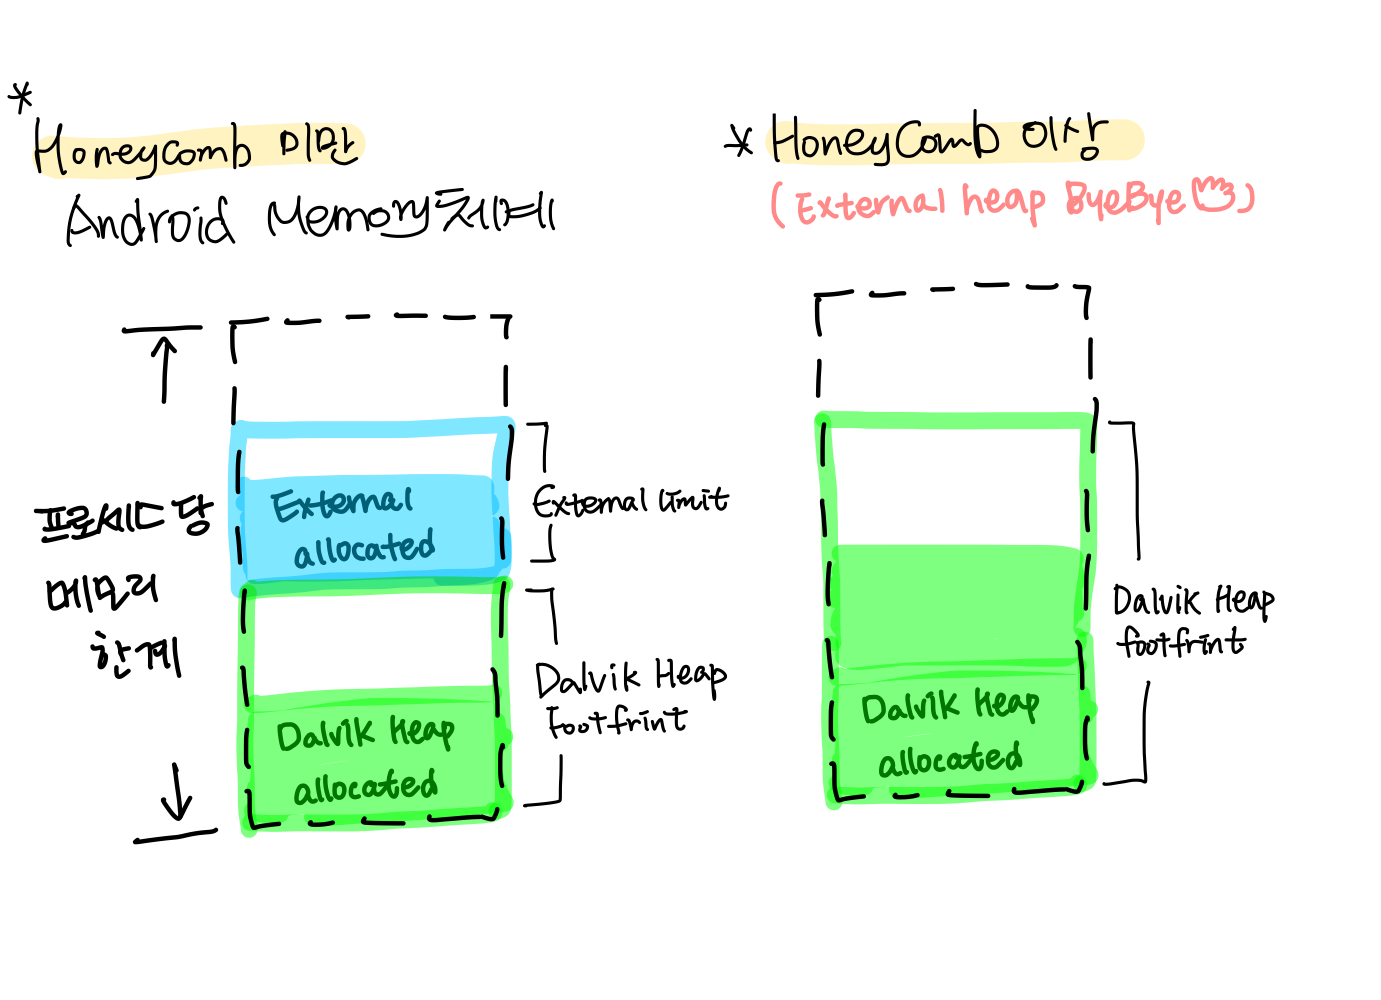 *
Honeycomb 미만
Android Memory체계
프로세스 당
메모리
한계
External
allocated
External limit
Dalvik Heap
footfrint
Dalvik Heap
allocated
* HoneyComb 이상
(External heap ByeBye)
Dalvik Heap
footfrint
Dalvik Heap
allocated